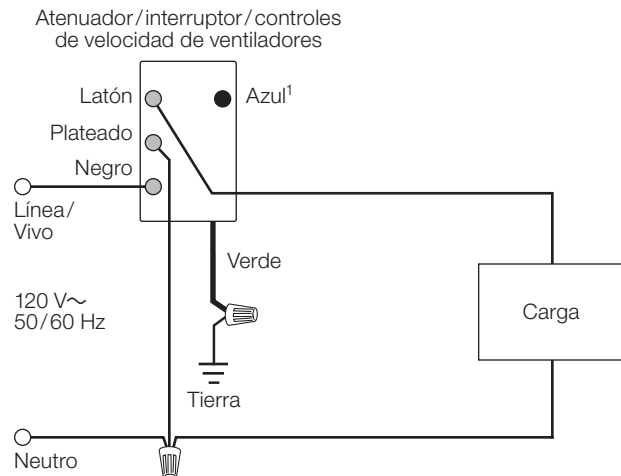 Atenuador/interruptor/controles
de velocidad de ventiladores
Latón
Azul¹
Plateado
Negro
Línea/
Vivo
Verde
120 V~
50/60 Hz
Carga
Tierra
Neutro